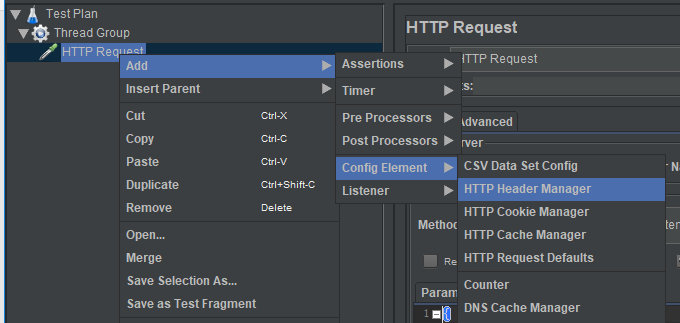 Test Plan
Thread Group
HTTP Request
HTTP Request
HTTP Request
ts:
Advanced
rver
r Na
Metho
ten
Re
Param
1
Add
Insert Parent
Cut Ctrl-X
Copy Ctrl-C
Paste Ctrl-V
Duplicate Ctrl+Shift-C
Remove Delete
Open...
Merge
Save Selection As...
Save as Test Fragment
Assertions
Timer
Pre Processors
Post Processors
Config Element
Listener
CSV Data Set Config
HTTP Header Manager
HTTP Cookie Manager
HTTP Cache Manager
HTTP Request Defaults
Counter
DNS Cache Manager